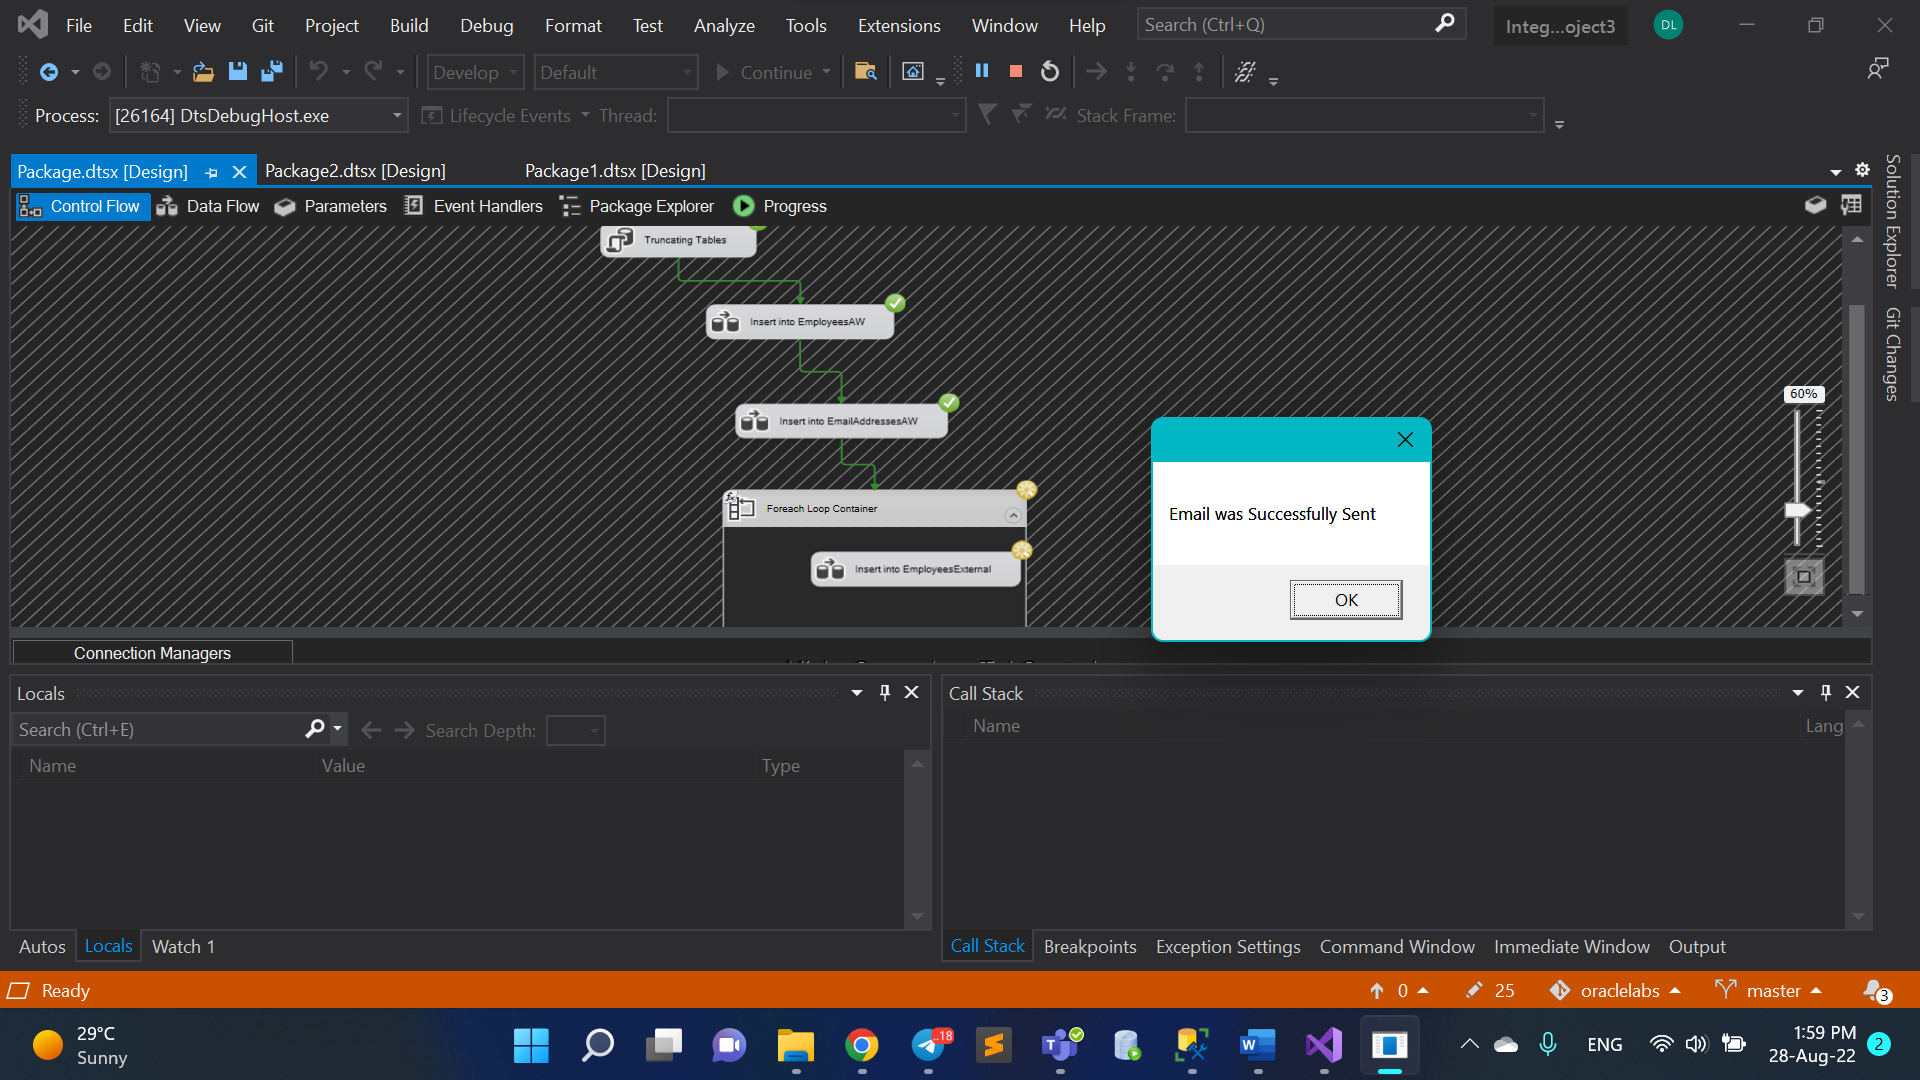 File Edit View Git Project Build Debug Format Test Analyze Tools Extensions Window Help Search (Ctrl+Q) Integ...oject3 DL
Develop Default Continue
Process: [26164] DtsDebugHost.exe Lifecycle Events Thread: Stack Frame:
Package.dtsx [Design] Package2.dtsx [Design] Package1.dtsx [Design]
Control Flow Data Flow Parameters Event Handlers Package Explorer Progress
Solution Explorer
Git Changes
Truncating Tables
Insert into EmployeesAW
Insert into EmailAddressesAW
fx
Foreach Loop Container
Insert into EmployeesExternal
60%
Email was Successfully Sent
OK
Connection Managers
Locals
Search (Ctrl+E) Search Depth:
Name Value Type
Autos Locals Watch 1
Call Stack
Name Lang
Call Stack Breakpoints Exception Settings Command Window Immediate Window Output
Ready 0 25 oraclelabs master 3
29°C
Sunny
..18
T
S
W
ENG
1:59 PM
28-Aug-22
2